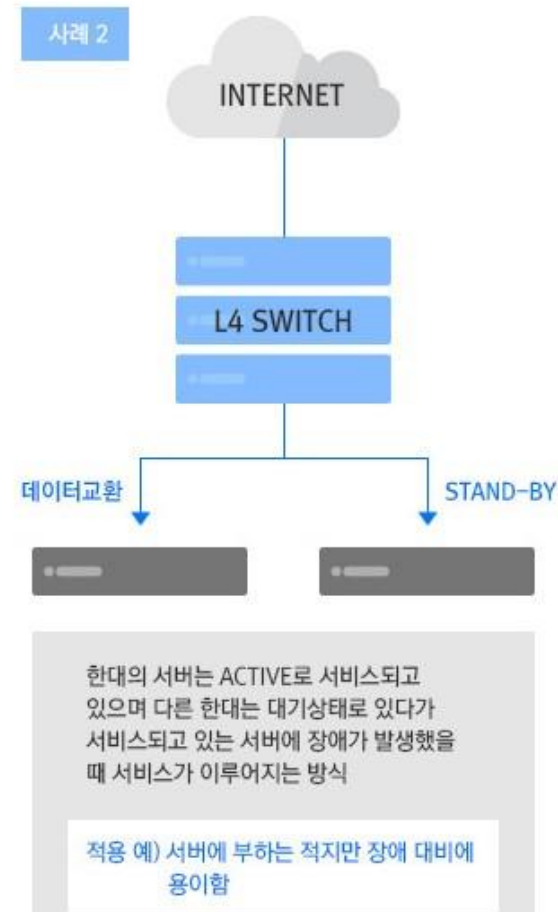 사례 2
INTERNET
L4 SWITCH
데이터교환
STAND-BY
한대의 서버는 ACTIVE로 서비스되고
있으며 다른 한대는 대기상태로 있다가
서비스되고 있는 서버에 장애가 발생했을
때 서비스가 이루어지는 방식
적용 예) 서버에 부하는 적지만 장애 대비에
용이함